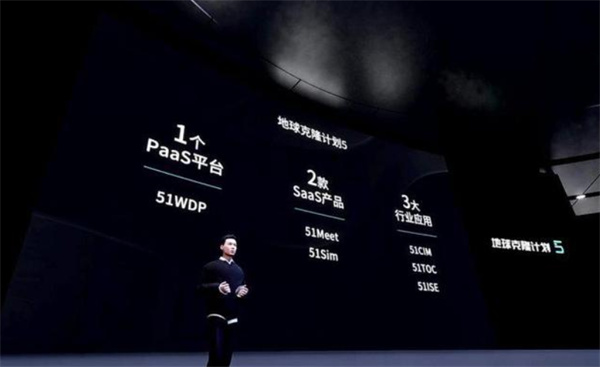 地球克隆计划5
1个
PaaS平台
51WDP
2款
SaaS产品
51Meet
51Sim
3大
行业应用
51CIM
51TOC
51ISE
地球克隆计划 5